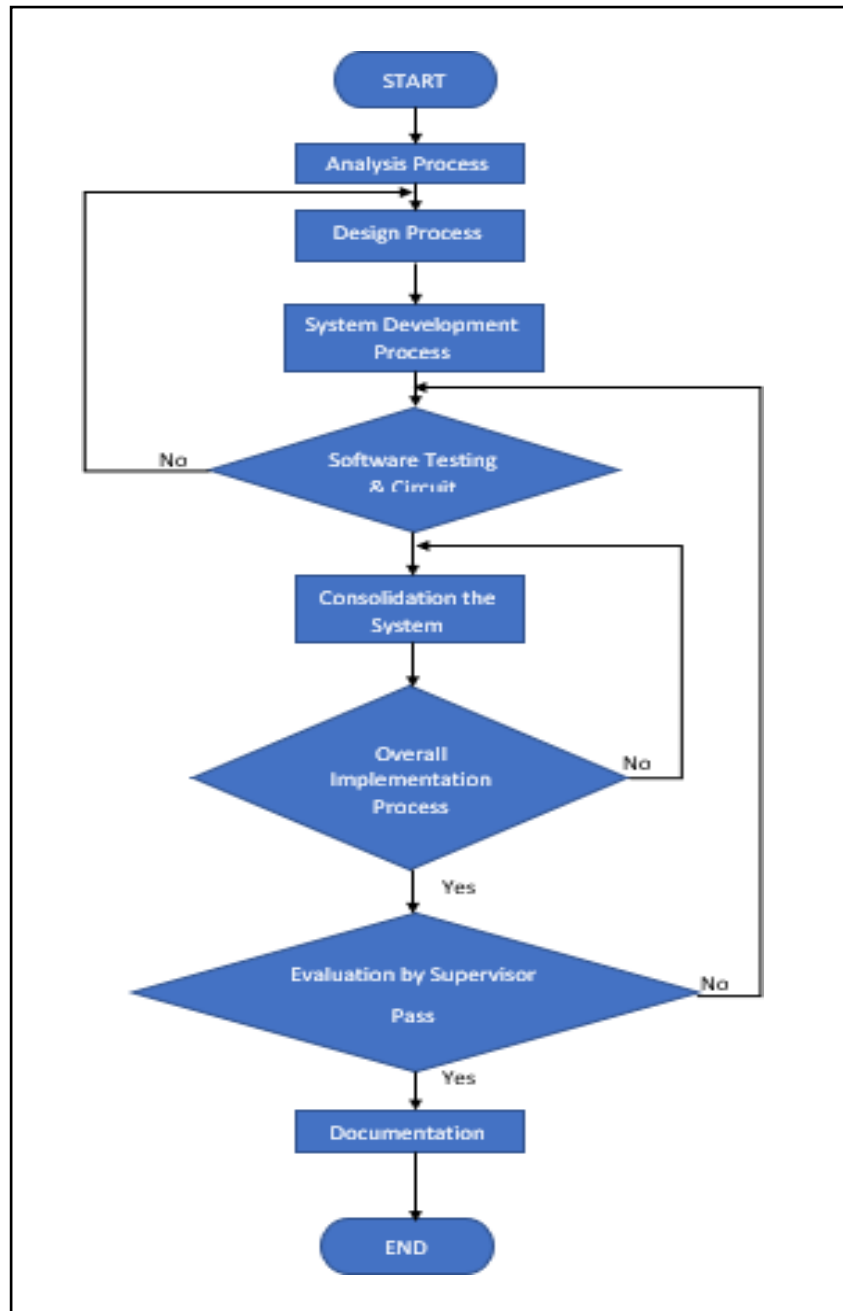 START
Analysis Process
Design Process
System Development
Process
No
Software Testing
& Circuit
Consolidation the
System
Overall
Implementation
Process
No
Yes
Evaluation by Supervisor
Pass
No
Yes
Documentation
END